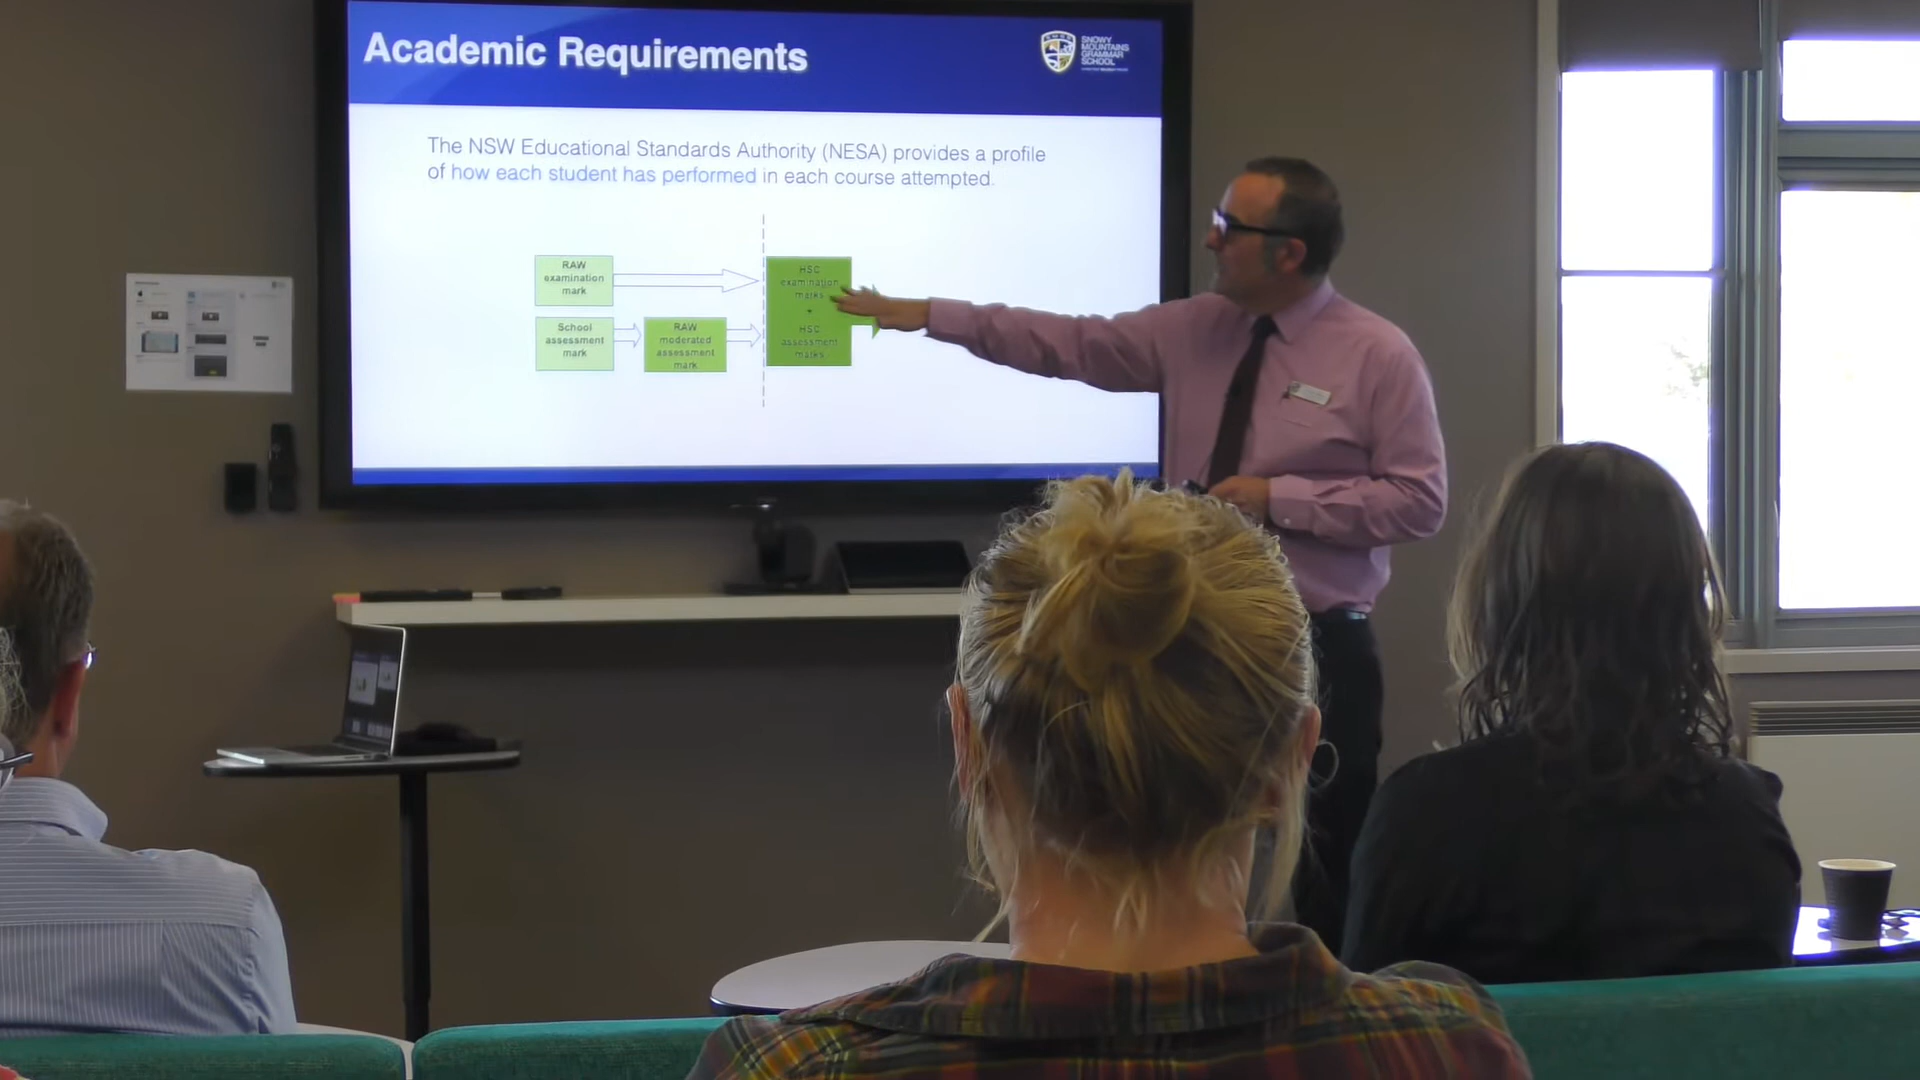 Academic Requirements
SNOWY
MOUNTAINS
GRAMMAR
SCHOOL
The NSW Educational Standards Authority (NESA) provides a profile
of how each student has performed in each course attempted.
RAW
examination
mark
School
assessment
mark
RAW
moderated
assessment
mark
HSC
examination
marks
+
HSC
assessment
marks